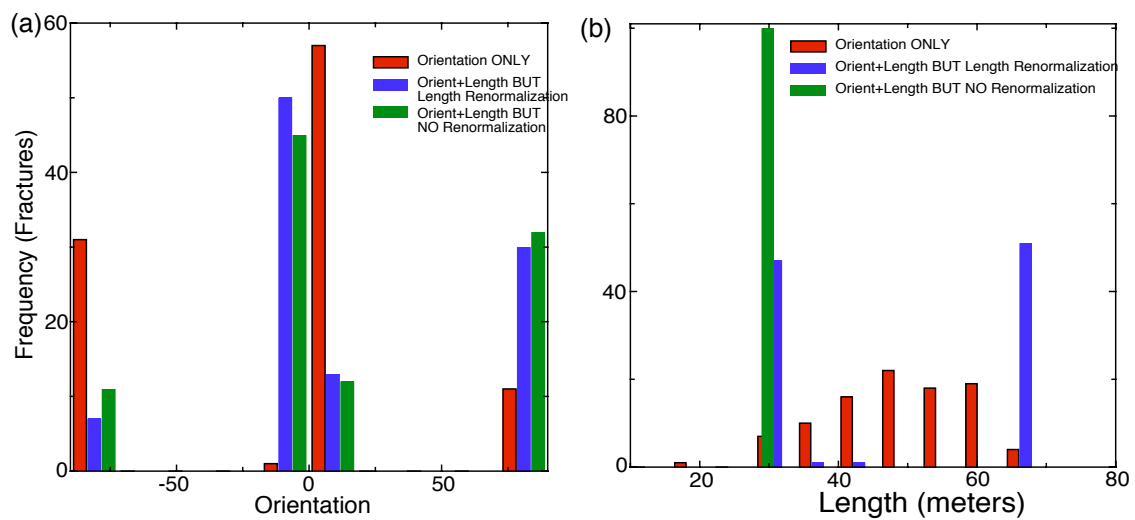 (a)
60
40
20
0
-50
0
50
Frequency (Fractures)
Orientation
Orientation ONLY
Orient+Length BUT
Length Renormalization
Orient+Length BUT
NO Renormalization
(b)
80
40
0
20
40
60
80
Length (meters)
Orientation ONLY
Orient+Length BUT Length Renormalization
Orient+Length BUT NO Renormalization